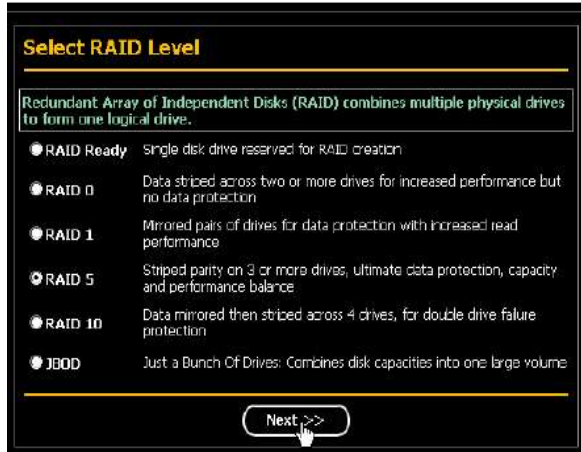 Select RAID Level
Redundant Array of Independent Disks (RAID) combines multiple physical drives
to form one logical drive.
RAID Ready Single disk drive reserved for RAID creation
RAID 0 Data striped across two or more drives for increased performance but
no data protection
RAID 1 Mirrored pairs of drives for data protection with increased read
performance
RAID 5 Striped parity on 3 or more drives, ultimate data protection, capacity
and performance balance
RAID 10 Data mirrored then striped across 4 drives, for double drive failure
protection
JBOD Just a Bunch Of Drives: Combines disk capacities into one large volume
Next >>